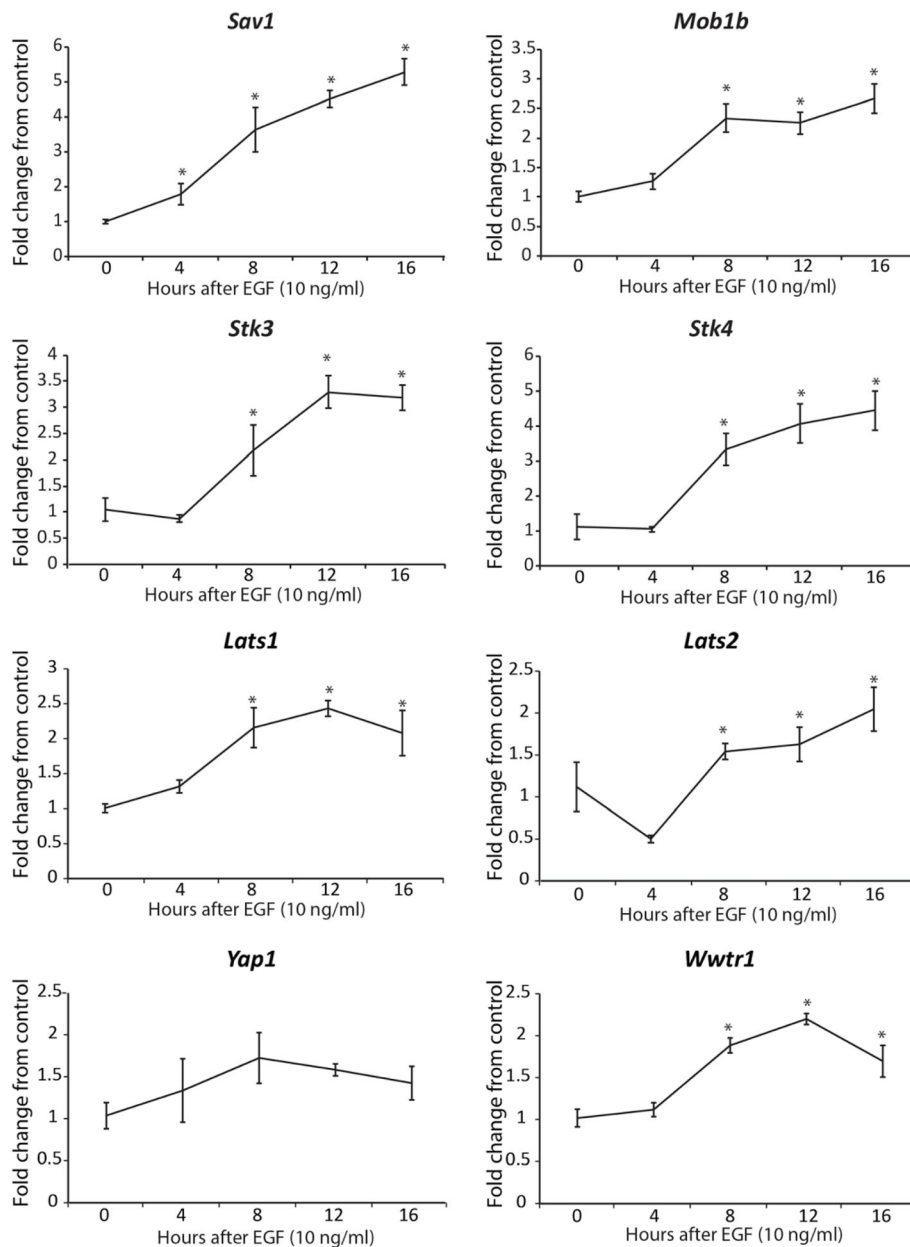 Sav1
Fold change from control
6
*
5
*
4
*
3
2
*
1
0
0 4 8 12 16
Hours after EGF (10 ng/ml)
Mob1b
Fold change from control
3.5
3
*
2.5
*
*
2
1.5
1
0.5
0
0 4 8 12 16
Hours after EGF (10 ng/ml)
Stk3
Fold change from control
4
*
3.5
*
3
*
2.5
2
1.5
1
0.5
0
0 4 8 12 16
Hours after EGF (10 ng/ml)
Stk4
Fold change from control
6
*
5
*
4
*
3
2
1
0
0 4 8 12 16
Hours after EGF (10 ng/ml)
Lats1
Fold change from control
3
*
*
*
2.5
2
1.5
1
0.5
0
0 4 8 12 16
Hours after EGF (10 ng/ml)
Lats2
Fold change from control
2.5
*
2
*
*
1.5
1
0.5
0
0 4 8 12 16
Hours after EGF (10 ng/ml)
Yap1
Fold change from control
2.5
2
1.5
1
0.5
0
0 4 8 12 16
Hours after EGF (10 ng/ml)
Wwtr1
Fold change from control
2.5
*
*
*
2
1.5
1
0.5
0
0 4 8 12 16
Hours after EGF (10 ng/ml)